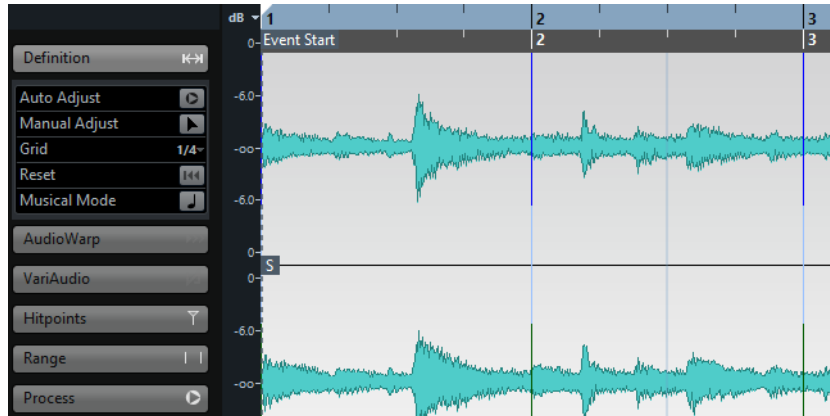 dB 1 2 3
0- Event Start 2 3
Definition
Auto Adjust
-6.0-
Manual Adjust
Grid 1/4
-oo-
Reset
Musical Mode
-6.0-
AudioWarp
0-
S
VariAudio
0-
Hitpoints
-6.0-
Range
-oo-
Process